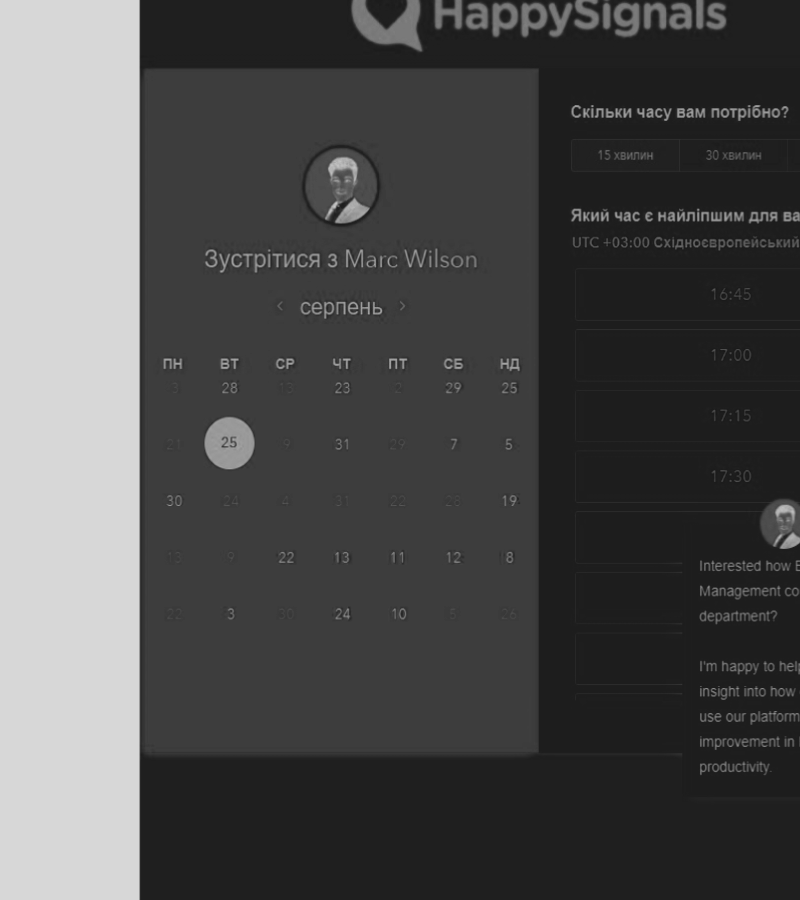 HappySignals
Зустрітися з Marc Wilson
‹ серпень ›
ПН ВТ СР ЧТ ПТ СБ НД
3 28 13 23 2 29 25
21 25 9 31 29 7 5
30 24 4 31 22 28 19
13 9 22 13 11 12 8
22 3 20 24 10 5 26
Скільки часу вам потрібно?
15 хвилин 30 хвилин
Який час є найліпшим для ва
UTC +03:00 Східноєвропейський
16:45
17:00
17:15
17:30
Interested how E
Management co
department?
I'm happy to help
insight into how
use our platform
improvement in
productivity.